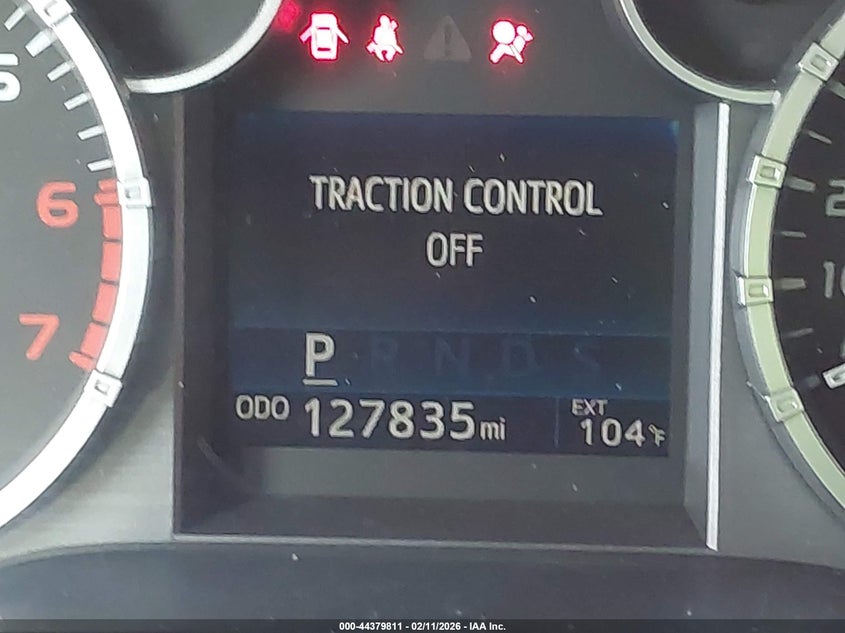 6
7
TRACTION CONTROL
OFF
P R N D S
ODO 127835 mi
EXT
104°F
000-44379811 - 02/11/2026 - IAA Inc.